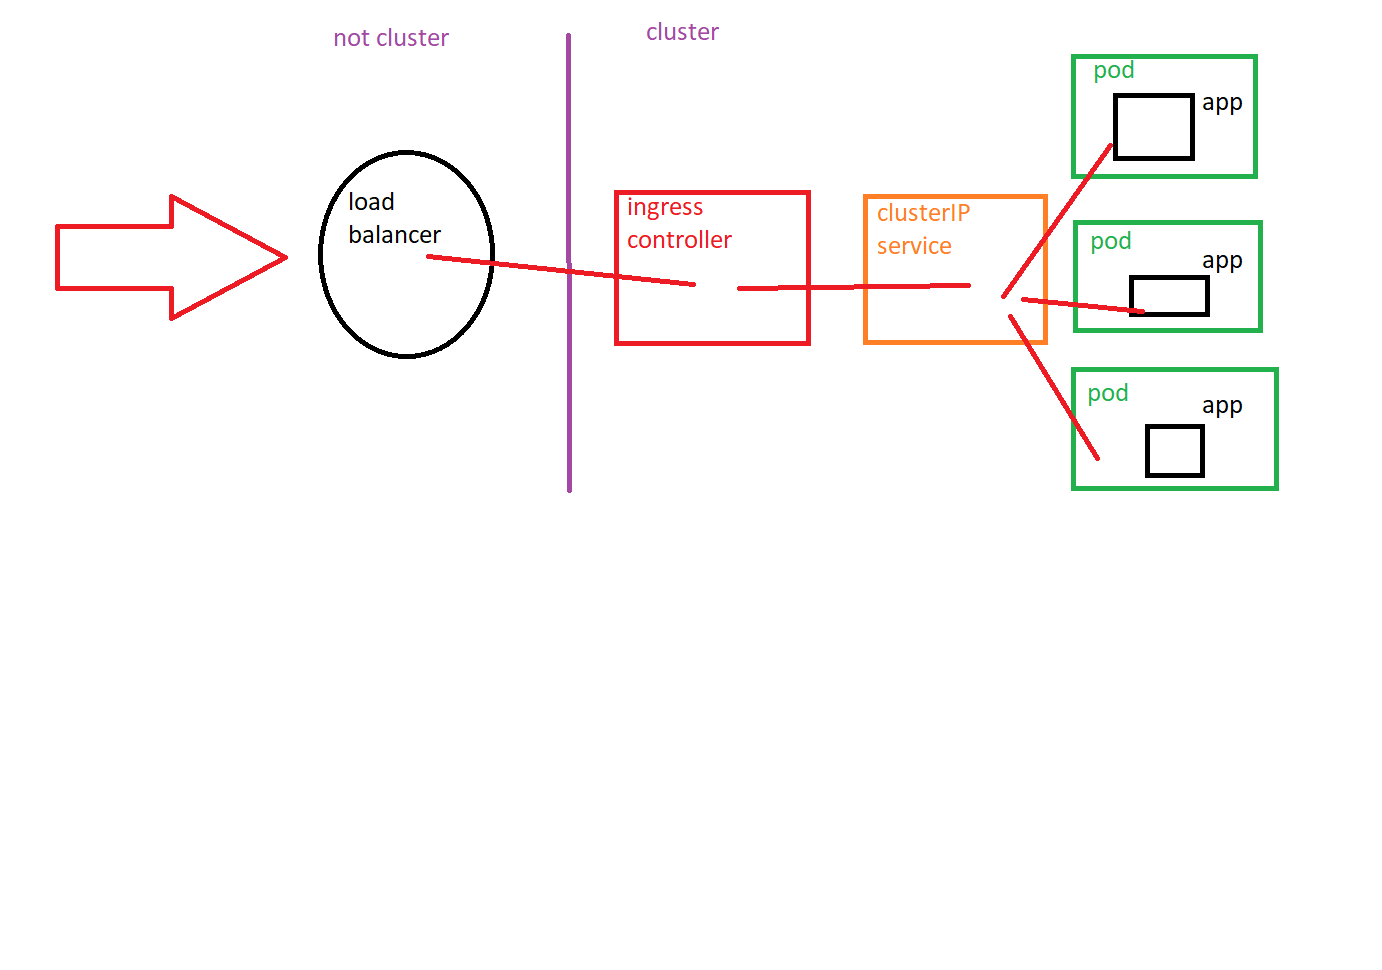 not cluster
cluster
load
balancer
ingress
controller
clusterIP
service
pod
app
pod
app
pod
app